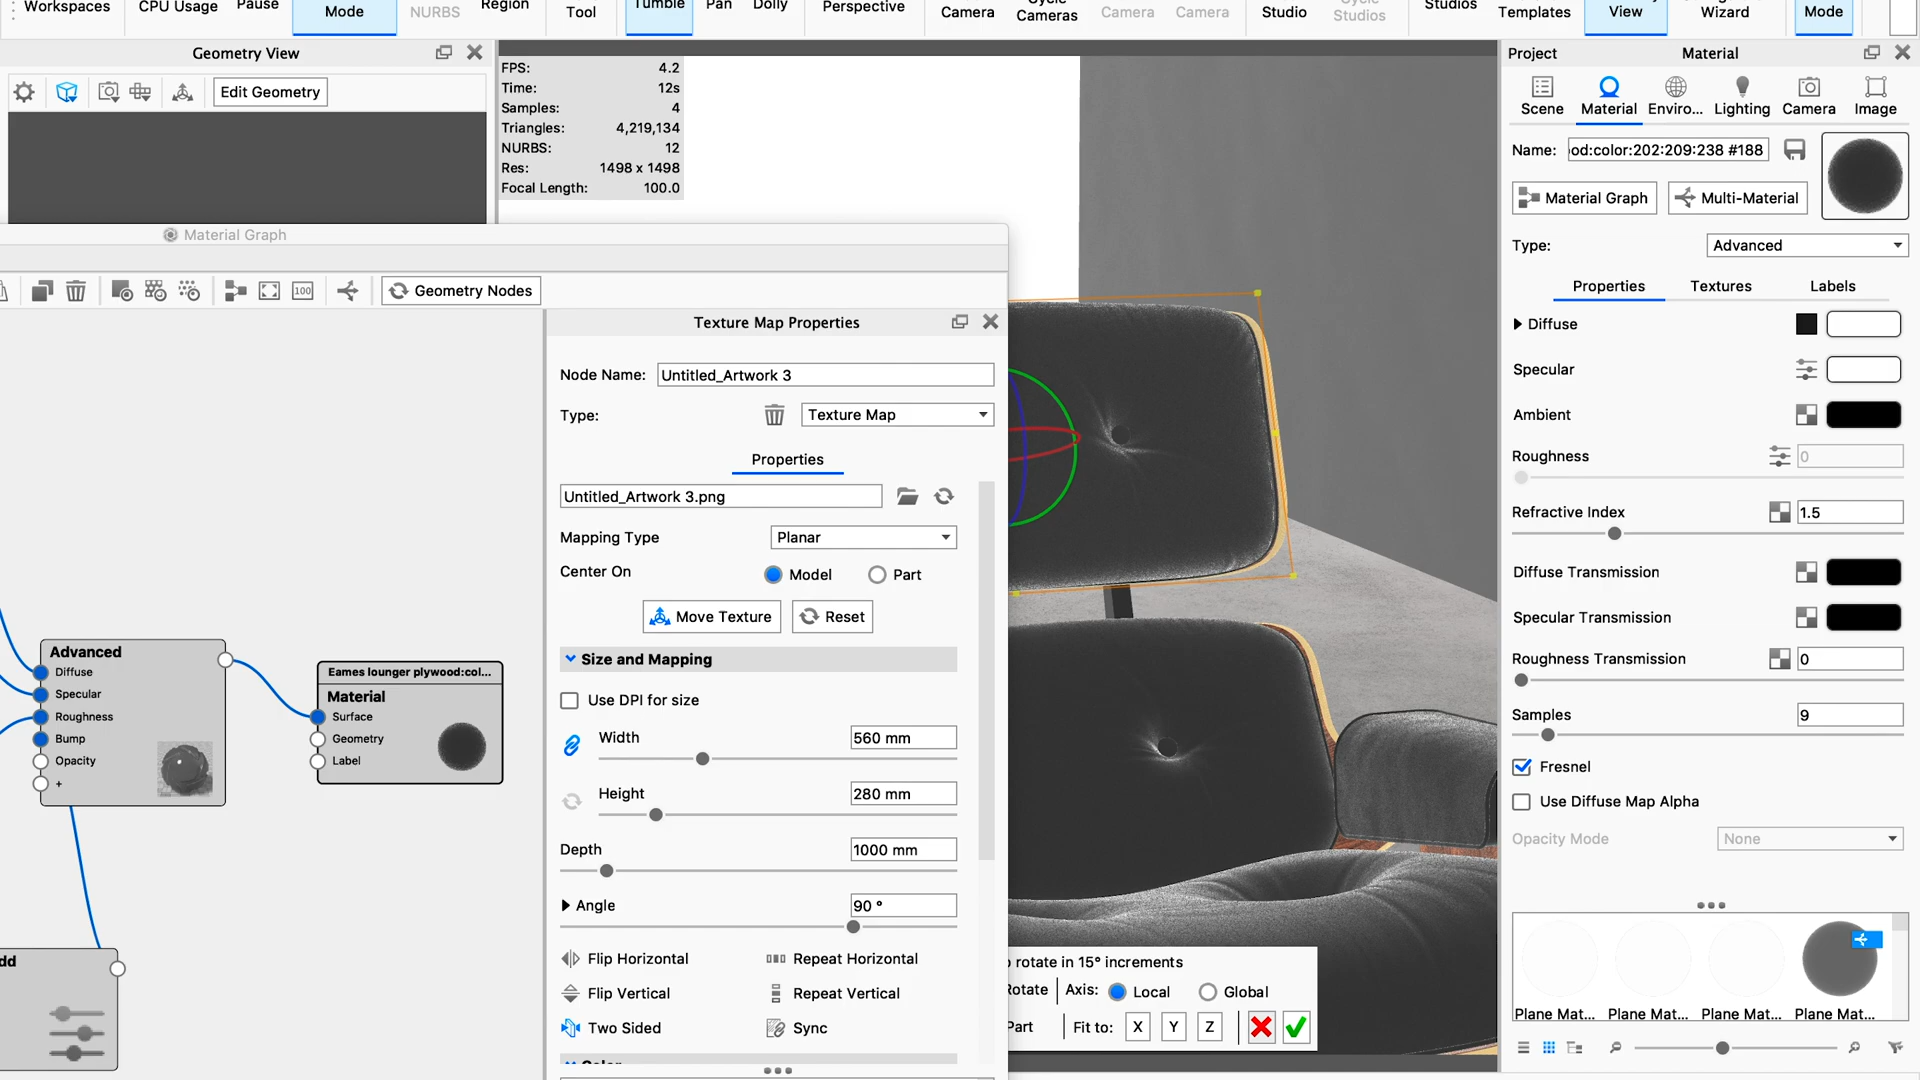 Workspaces
CPU Usage
Pause
Mode
NURBS
Region
Tool
Tumble
Pan
Dolly
Perspective
Camera
Cycle
Cameras
Camera
Camera
Studio
Cycle
Studios
Studios
Templates
View
Wizard
Mode
Geometry View
Edit Geometry
FPS: 4.2
Time: 12s
Samples: 4
Triangles: 4,219,134
NURBS: 12
Res: 1498 x 1498
Focal Length: 100.0
Material Graph
100
Geometry Nodes
Advanced
Diffuse
Specular
Roughness
Bump
Opacity
+
Eames lounger plywood:col...
Material
Surface
Geometry
Label
dd
Texture Map Properties
Node Name: Untitled_Artwork 3
Type: Texture Map
Properties
Untitled_Artwork 3.png
Mapping Type Planar
Center On Model Part
Move Texture Reset
Size and Mapping
Use DPI for size
Width 560 mm
Height 280 mm
Depth 1000 mm
Angle 90 °
Flip Horizontal Repeat Horizontal
Flip Vertical Repeat Vertical
Two Sided Sync
rotate in 15° increments
Rotate Axis: Local Global
Part Fit to: X Y Z
Project Material
Scene Material Enviro... Lighting Camera Image
Name: od:color:202:209:238 #188
Material Graph Multi-Material
Type: Advanced
Properties Textures Labels
Diffuse
Specular
Ambient
Roughness 0
Refractive Index 1.5
Diffuse Transmission
Specular Transmission
Roughness Transmission 0
Samples 9
Fresnel
Use Diffuse Map Alpha
Opacity Mode None
Plane Mat... Plane Mat... Plane Mat... Plane Mat...